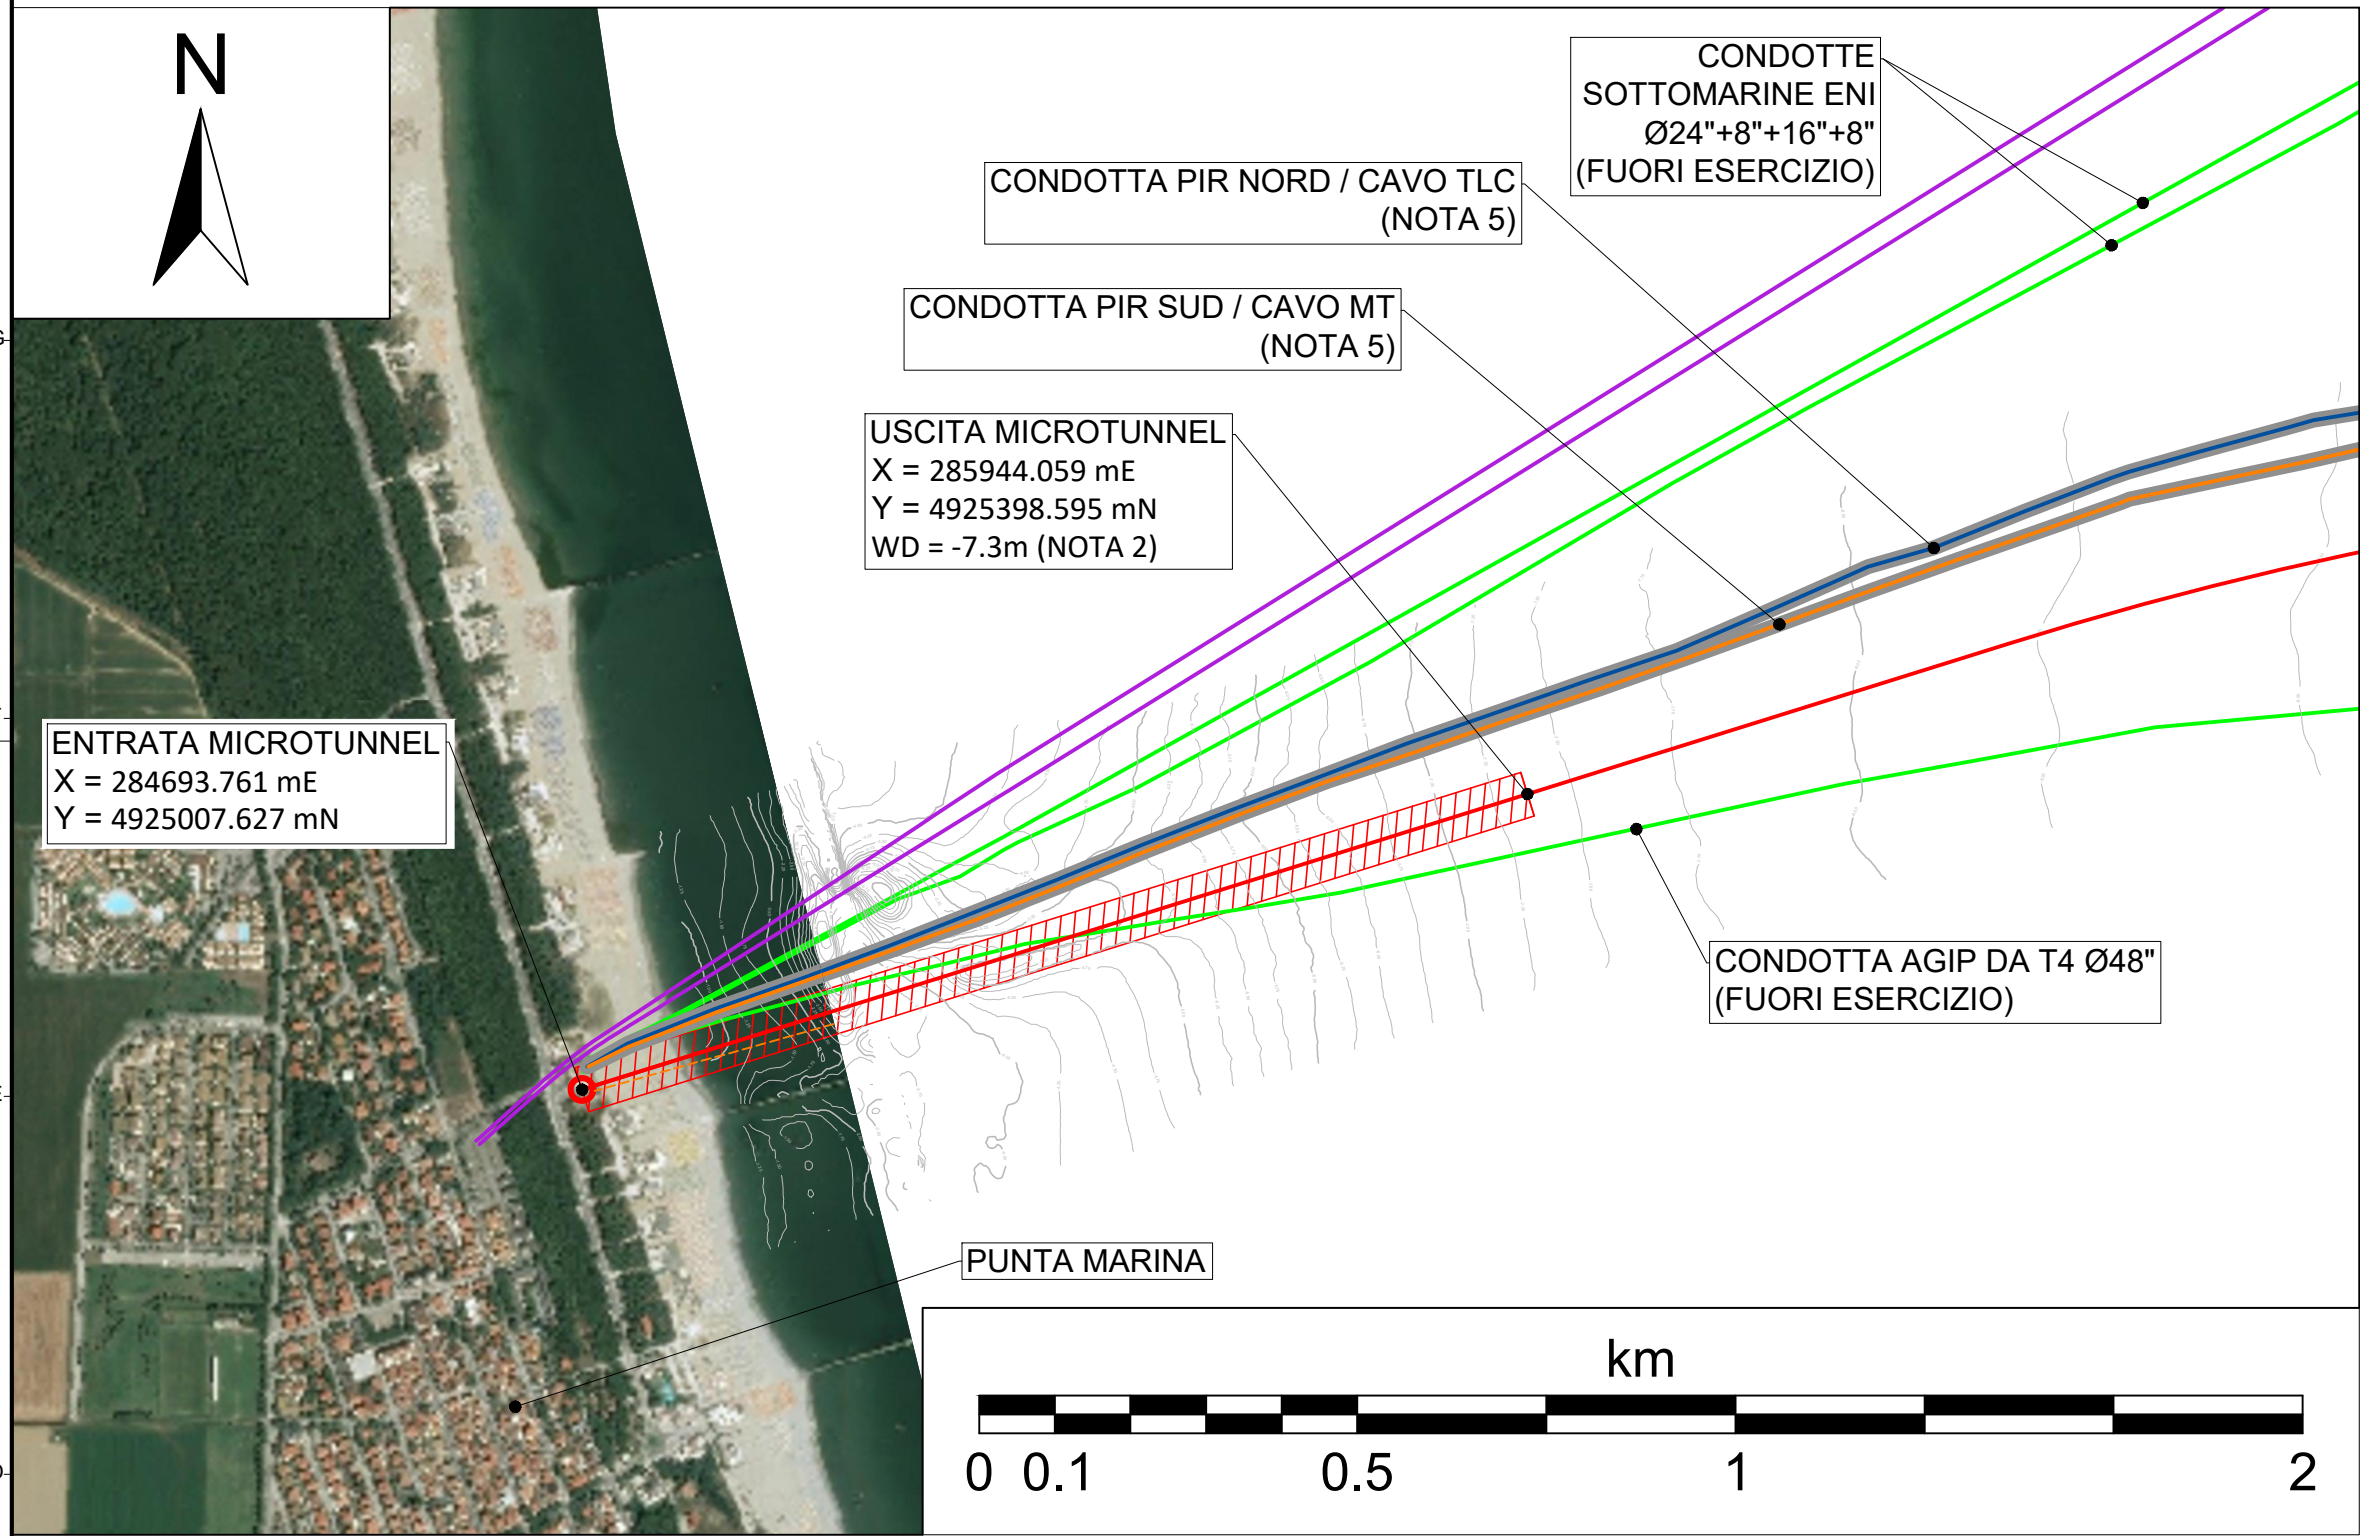 N
CONDOTTE
SOTTOMARINE ENI
Ø24"+8"+16"+8"
(FUORI ESERCIZIO)
CONDOTTA PIR NORD / CAVO TLC
(NOTA 5)
CONDOTTA PIR SUD / CAVO MT
(NOTA 5)
USCITA MICROTUNNEL
X = 285944.059 mE
Y = 4925398.595 mN
WD = -7.3m (NOTA 2)
ENTRATA MICROTUNNEL
X = 284693.761 mE
Y = 4925007.627 mN
CONDOTTA AGIP DA T4 Ø48"
(FUORI ESERCIZIO)
PUNTA MARINA
km
0 0.1 0.5 1 2